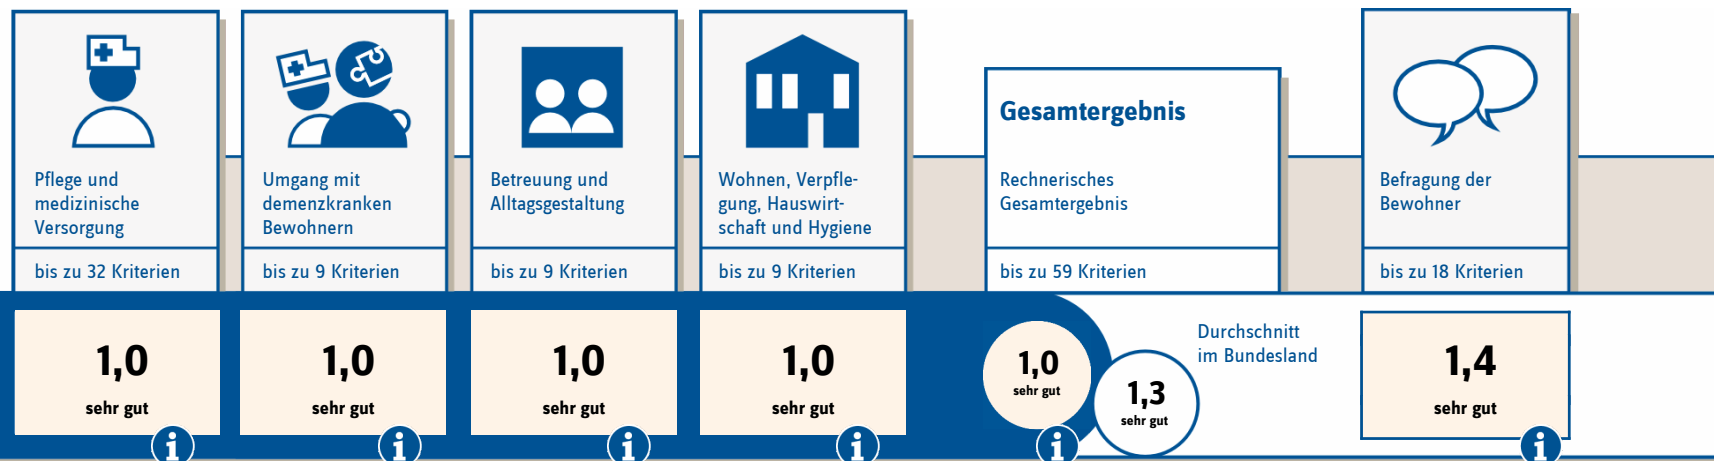 Pflege und
medizinische
Versorgung
bis zu 32 Kriterien
1,0
sehr gut
i
Umgang mit
demenzkranken
Bewohnern
bis zu 9 Kriterien
1,0
sehr gut
i
Betreuung und
Alltagsgestaltung
bis zu 9 Kriterien
1,0
sehr gut
i
Wohnen, Verpfle-
gung, Hauswirt-
schaft und Hygiene
bis zu 9 Kriterien
1,0
sehr gut
i
Gesamtergebnis
Rechnerisches
Gesamtergebnis
bis zu 59 Kriterien
1,0
sehr gut
i
Durchschnitt
im Bundesland
1,3
sehr gut
Befragung der
Bewohner
bis zu 18 Kriterien
1,4
sehr gut
i